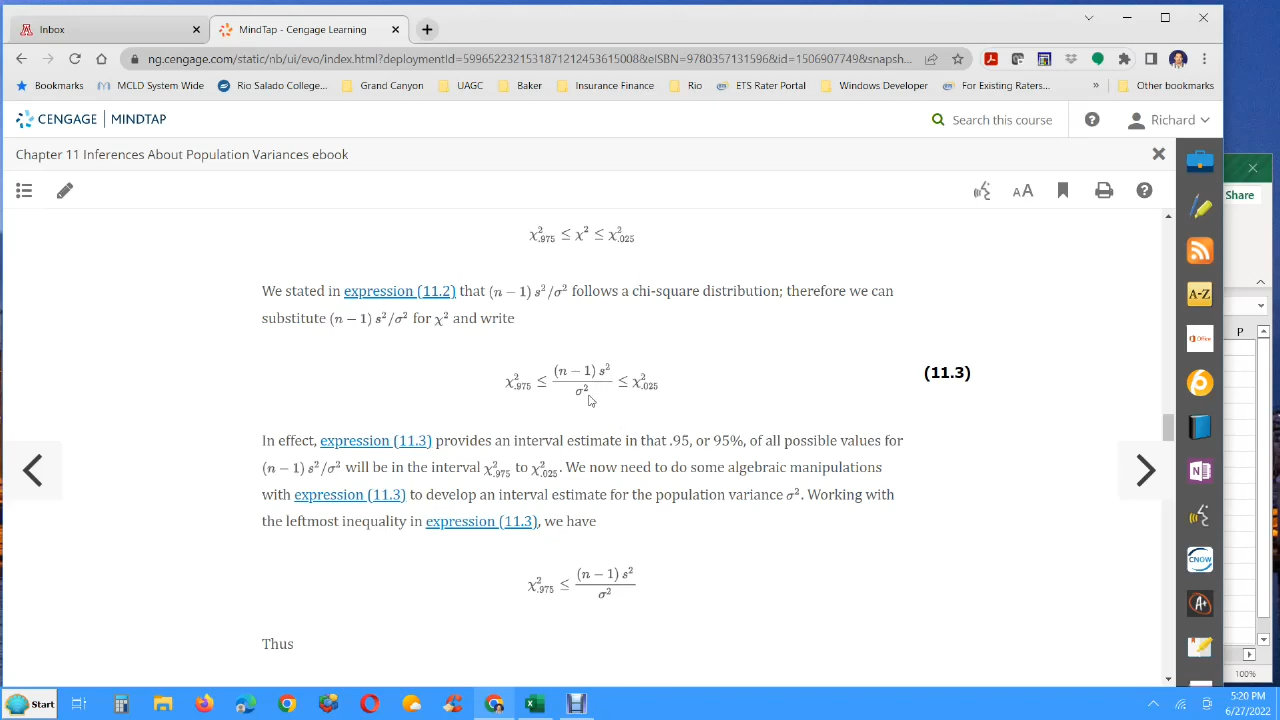 Inbox
MindTap - Cengage Learning
ng.cengage.com/static/nb/ui/evo/index.html?deploymentId=589655223215318712124536150088&eISBN=9780357131596&id=1506997749&snapsh...
Bookmarks MCLD System Wide Rio Salado College... Grand Canyon UAGC Baker Insurance Finance Rio ETS Rater Portal Windows Developer For Existing Raters... » Other bookmarks
CENGAGE | MINDTAP
Search this course
Richard
Chapter 11 Inferences About Population Variances ebook
Share
AA
χ².975 ≤ χ² ≤ χ².025
We stated in expression (11.2) that (n − 1) s²/σ² follows a chi-square distribution; therefore we can
substitute (n − 1) s²/σ² for χ² and write
χ².975 ≤ (n − 1) s² / σ² ≤ χ².025 (11.3)
In effect, expression (11.3) provides an interval estimate in that .95, or 95%, of all possible values for
(n − 1) s²/σ² will be in the interval χ².975 to χ².025. We now need to do some algebraic manipulations
with expression (11.3) to develop an interval estimate for the population variance σ². Working with
the leftmost inequality in expression (11.3), we have
χ².975 ≤ (n − 1) s² / σ²
Thus
A-Z
Office
N
CNOW
A+
P
100%
Start
5:20 PM
6/27/2022